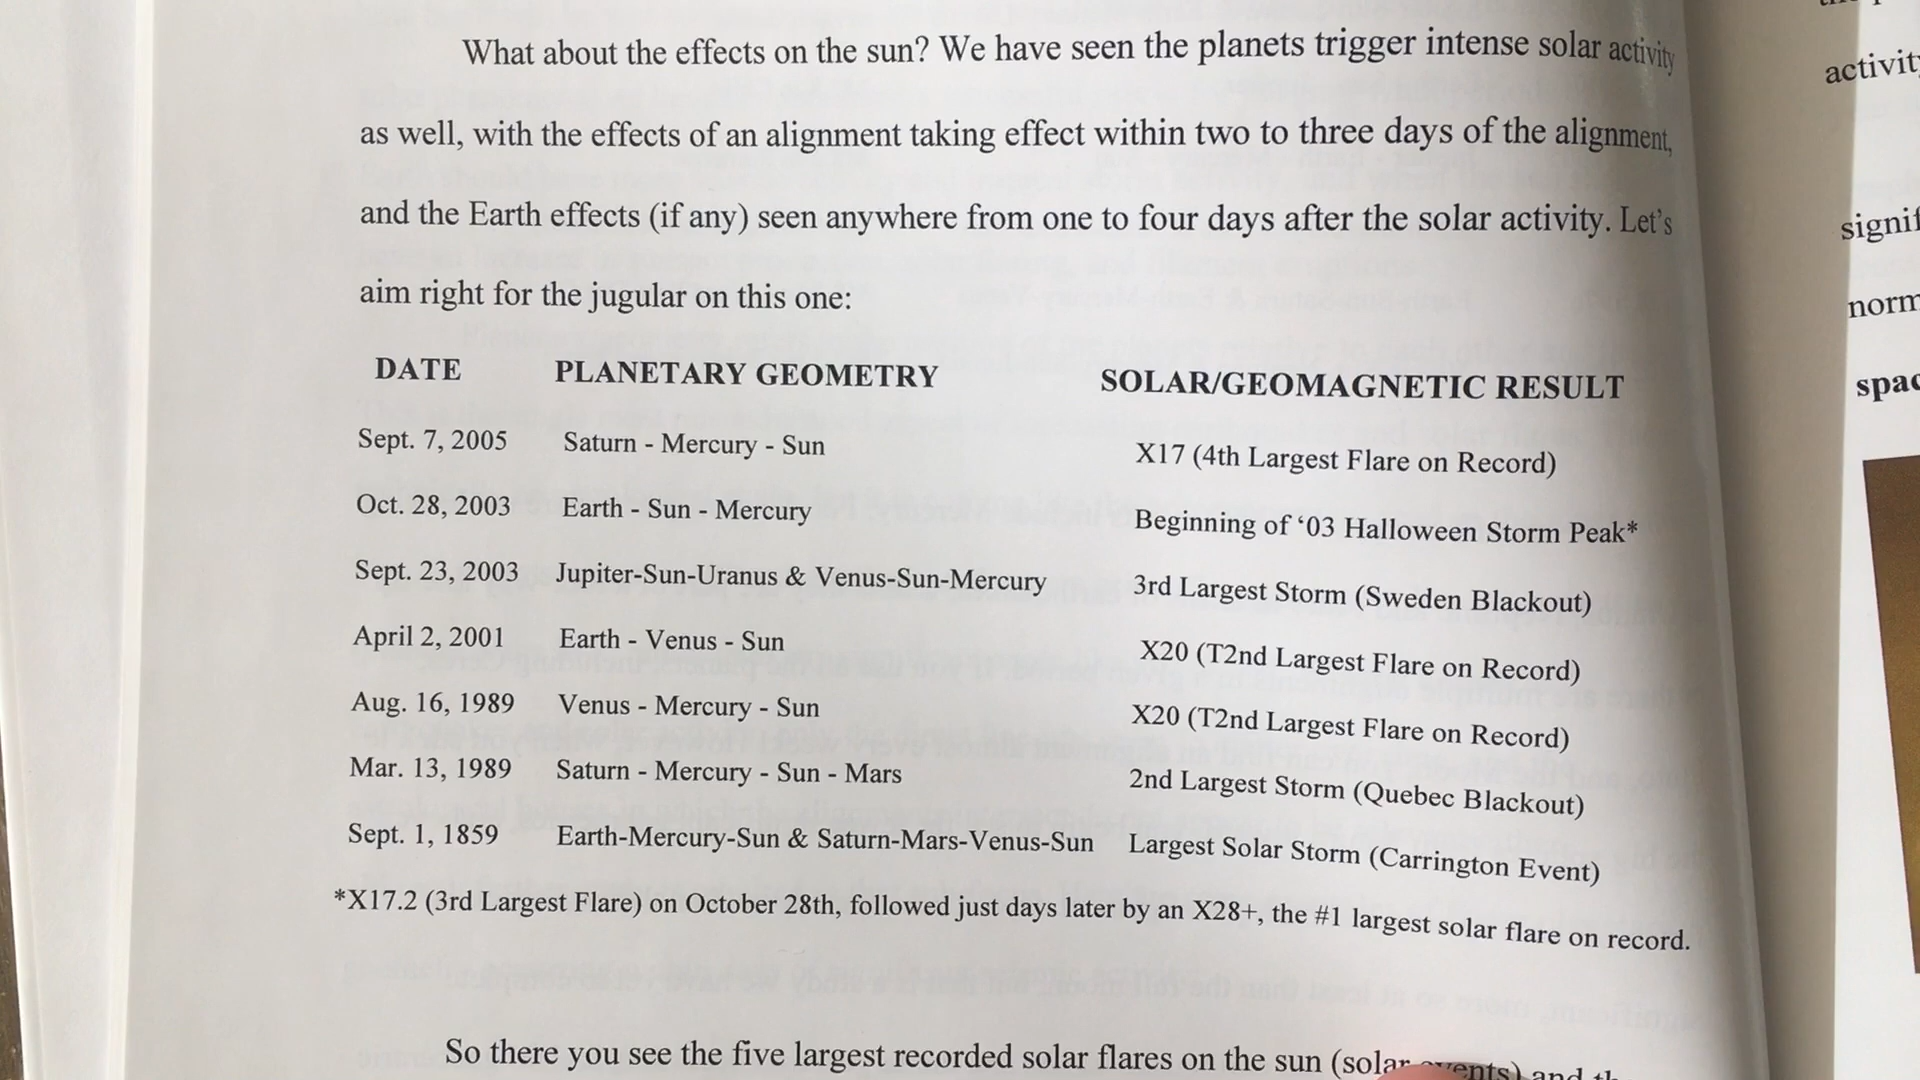 What about the effects on the sun? We have seen the planets trigger intense solar activity
as well, with the effects of an alignment taking effect within two to three days of the alignment,
and the Earth effects (if any) seen anywhere from one to four days after the solar activity. Let's
aim right for the jugular on this one:
DATE PLANETARY GEOMETRY SOLAR/GEOMAGNETIC RESULT
Sept. 7, 2005 Saturn - Mercury - Sun X17 (4th Largest Flare on Record)
Oct. 28, 2003 Earth - Sun - Mercury Beginning of ‘03 Halloween Storm Peak*
Sept. 23, 2003 Jupiter-Sun-Uranus & Venus-Sun-Mercury 3rd Largest Storm (Sweden Blackout)
April 2, 2001 Earth - Venus - Sun X20 (T2nd Largest Flare on Record)
Aug. 16, 1989 Venus - Mercury - Sun X20 (T2nd Largest Flare on Record)
Mar. 13, 1989 Saturn - Mercury - Sun - Mars 2nd Largest Storm (Quebec Blackout)
Sept. 1, 1859 Earth-Mercury-Sun & Saturn-Mars-Venus-Sun Largest Solar Storm (Carrington Event)
*X17.2 (3rd Largest Flare) on October 28th, followed just days later by an X28+, the #1 largest solar flare on record.
So there you see the five largest recorded solar flares on the sun (solar and
activity
signif
norm
spac